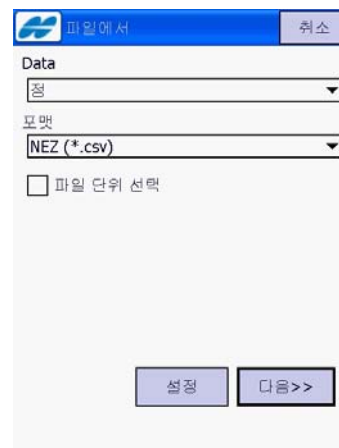 파일에서
취소
Data
정
포맷
NEZ (*.csv)
파일 단위 선택
설정
다음>>